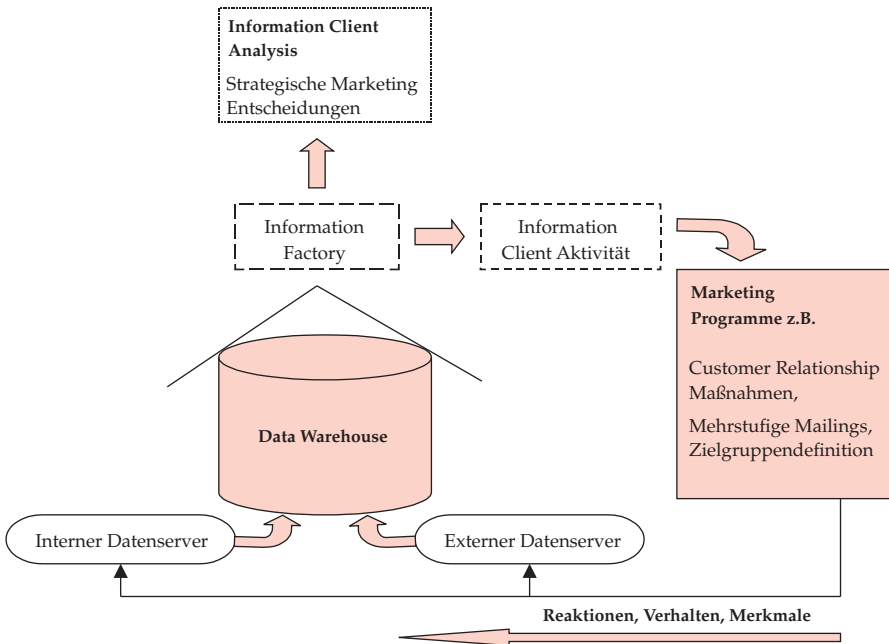 Information Client
Analysis
Strategische Marketing
Entscheidungen
Information
Factory
Information
Client Aktivität
Marketing
Programme z.B.
Customer Relationship
Maßnahmen,
Mehrstufige Mailings,
Zielgruppendefinition
Data Warehouse
Interner Datenserver
Externer Datenserver
Reaktionen, Verhalten, Merkmale